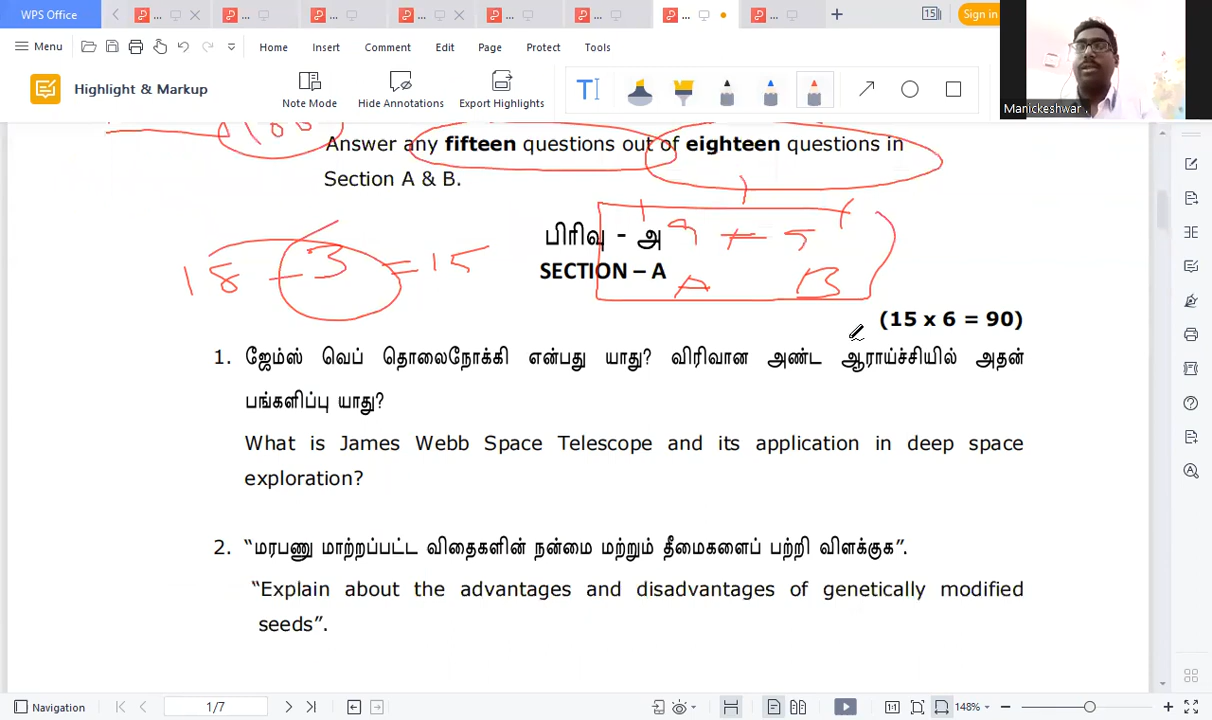 WPS Office
...
...
...
...
...
...
...
...
15
Sign in
Menu
Home
Insert
Comment
Edit
Page
Protect
Tools
Highlight & Markup
Note Mode
Hide Annotations
Export Highlights
Manickeshwar .
100
Answer any fifteen questions out of eighteen questions in
Section A & B.
பிரிவு - அ
SECTION – A
18 - 3 = 15
A B
(15 x 6 = 90)
1. ஜேம்ஸ் வெப் தொலைநோக்கி என்பது யாது? விரிவான அண்ட ஆராய்ச்சியில் அதன்
பங்களிப்பு யாது?
What is James Webb Space Telescope and its application in deep space
exploration?
2. “மரபணு மாற்றப்பட்ட விதைகளின் நன்மை மற்றும் தீமைகளைப் பற்றி விளக்குக”.
“Explain about the advantages and disadvantages of genetically modified
seeds”.
Navigation
1/7
1:1
148%